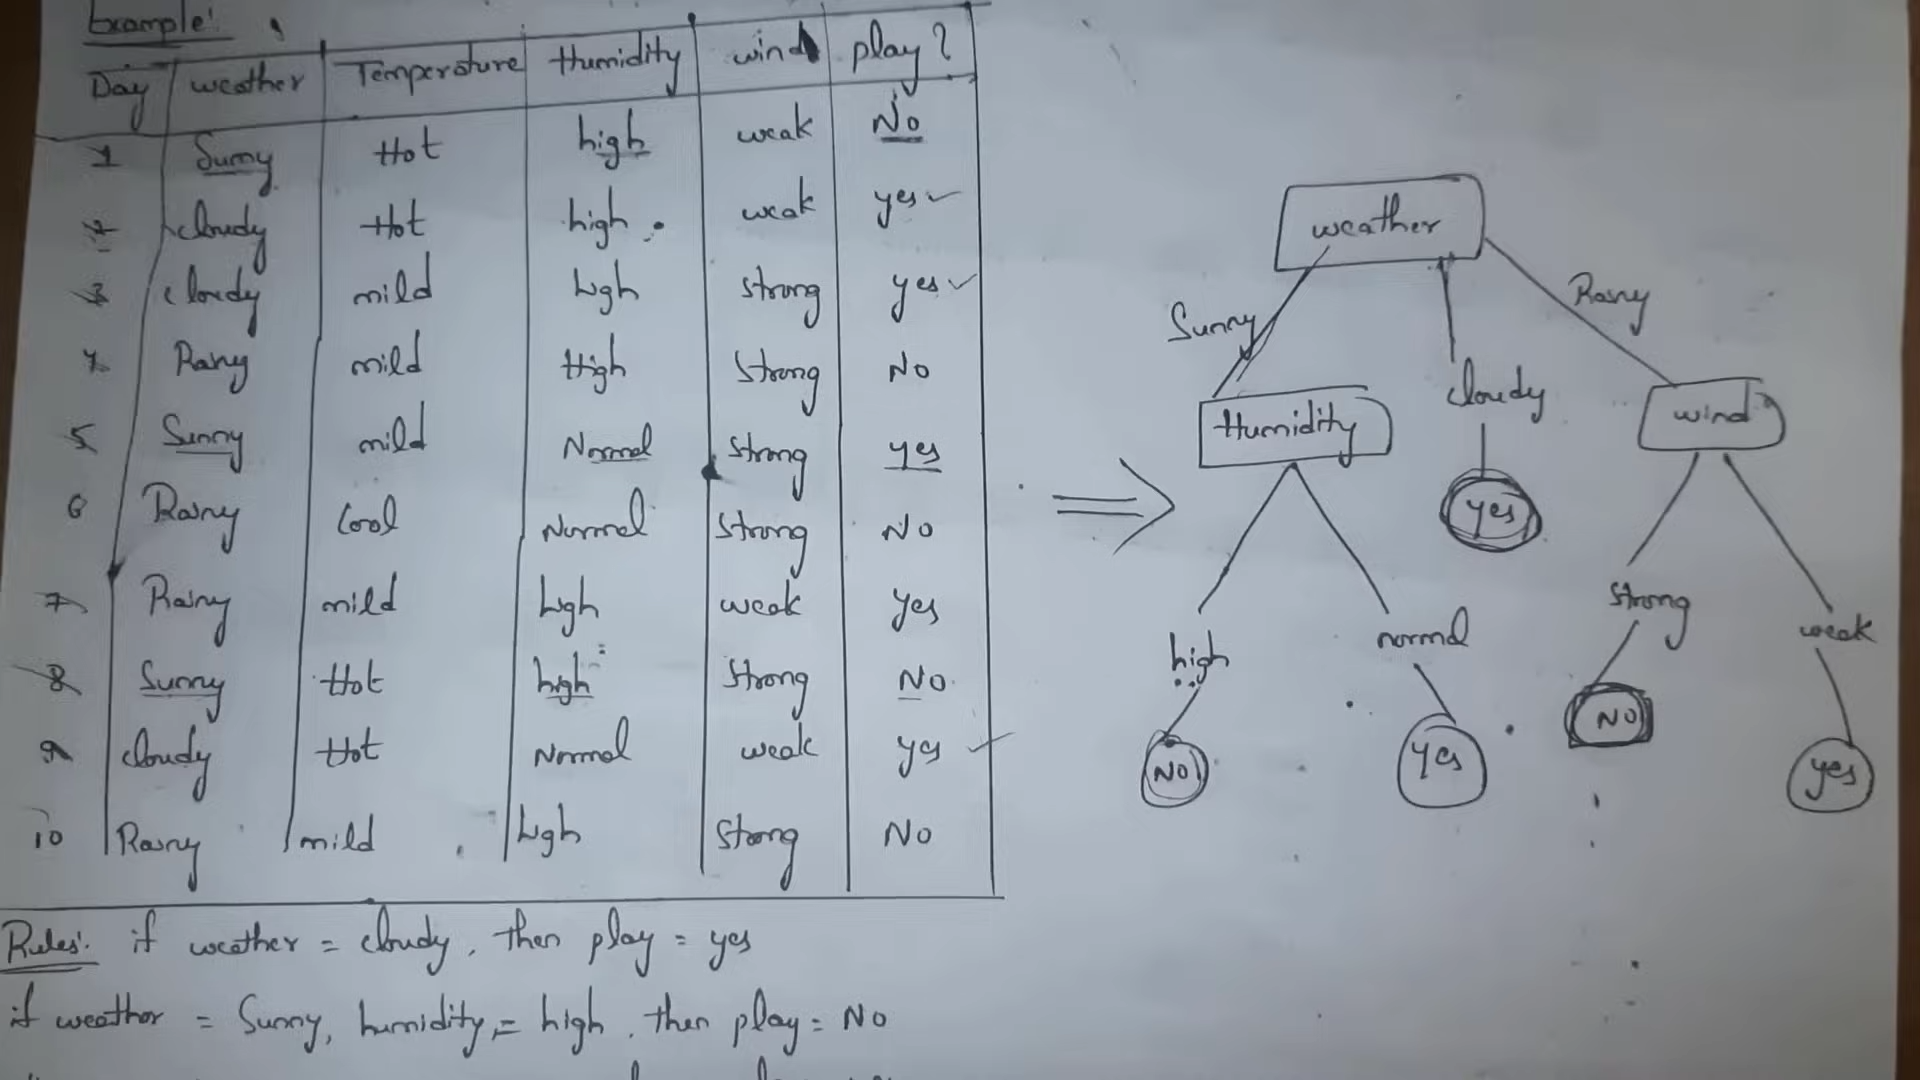 Example:
Day weather Temperature Humidity wind play?
1 Sunny Hot high weak No
2 cloudy Hot high weak yes
3 cloudy mild high strong yes
4 Rainy mild High Strong No
5 Sunny mild Normal Strong yes
6 Rainy Cool Normal Strong No
7 Rainy mild high weak yes
8 Sunny Hot high Strong No
9 cloudy Hot Normal weak yes
10 Rainy mild high Strong No
weather
Sunny Rainy
Humidity cloudy wind
yes
high normal strong weak
No yes No yes
Rules: if weather = cloudy, then play = yes
if weather = Sunny, humidity = high, then play = No